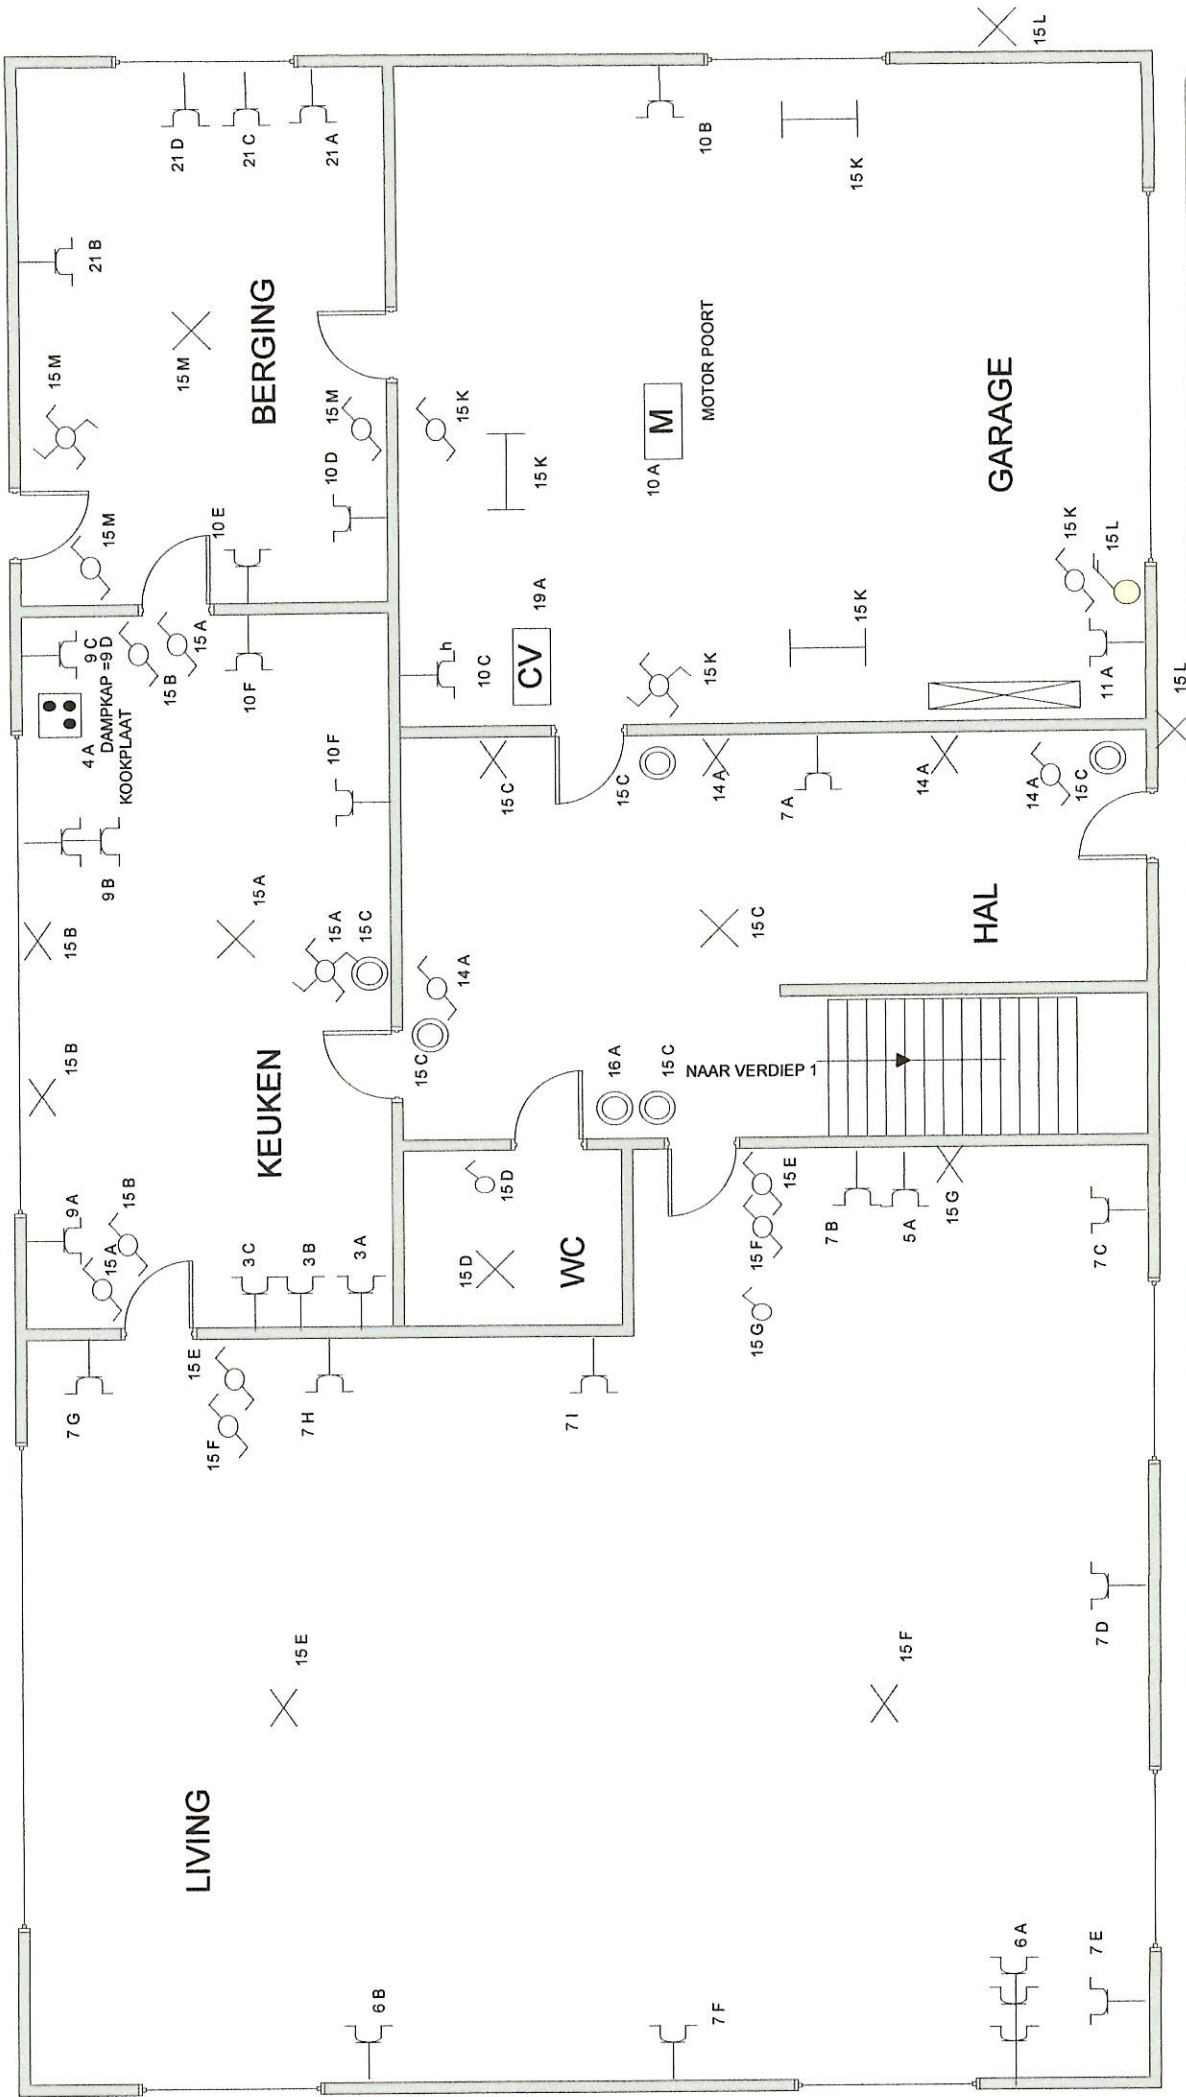 15 L
21 D
21 C
21 A
21 B
15 M
15 M
BERGING
15 M
10 D
10 E
15 M
10 B
15 K
15 K
15 K
10 A
M
MOTOR POORT
GARAGE
15 K
15 L
19 A
CV
10 C
h
15 K
15 K
11 A
15 L
9 C
DAMPKAP =9 D
4 A
KOOKPLAAT
15 B
15 A
10 F
10 F
9 B
15 B
15 A
15 A
15 C
15 B
KEUKEN
9 A
15 B
15 A
3 C
3 B
3 A
15 C
15 C
14 A
7 A
14 A
14 A
15 C
14 A
15 C
15 C
HAL
16 A
15 C
NAAR VERDIEP 1
15 D
15 D
WC
15 E
15 F
15 G
7 B
5 A
15 G
7 C
7 G
15 E
15 F
7 H
7 I
15 E
15 F
7 D
LIVING
6 B
7 F
6 A
7 E